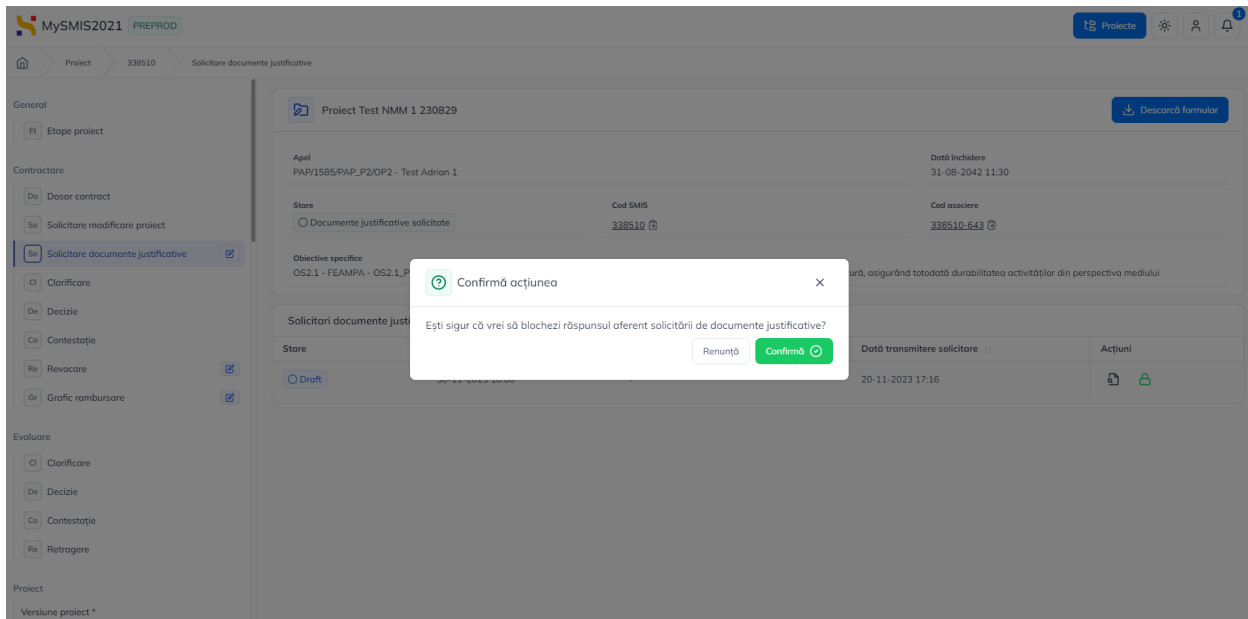 MySMIS2021 PREPROD
Proiecte
1
Proiect 338510 Solicitare documente justificative
General
Et Etape proiect
Contractare
Do Dosar contract
So Solicitare modificare proiect
So Solicitare documente justificative
Cl Clarificare
De Decizie
Co Contestație
Re Revocare
Gr Grafic rambursare
Evaluare
Cl Clarificare
De Decizie
Co Contestație
Re Retragere
Proiect
Versiune proiect *
Proiect Test NMM 1 230829
Descarcă formular
Apel
PAP/1585/PAP_P2/OP2 - Test Adrian 1
Dată închidere
31-08-2042 11:30
Stare
Documente justificative solicitate
Cod SMIS
338510
Cod asociere
338510-643
Obiective specifice
OS2.1 - FEAMPA - OS2.1_P ură, asigurând totodată durabilitatea activităților din perspectiva mediului
Confirmă acțiunea
Ești sigur că vrei să blochezi răspunsul aferent solicitării de documente justificative?
Renunță Confirmă
Solicitari documente justi
Stare Dată transmitere solicitare Acțiuni
Draft 20-11-2023 17:16